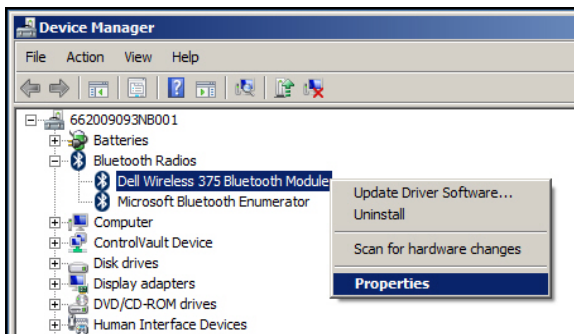 Device Manager
File Action View Help
662009093NB001
Batteries
Bluetooth Radios
Dell Wireless 375 Bluetooth Module
Microsoft Bluetooth Enumerator
Computer
ControlVault Device
Disk drives
Display adapters
DVD/CD-ROM drives
Human Interface Devices
Update Driver Software...
Uninstall
Scan for hardware changes
Properties